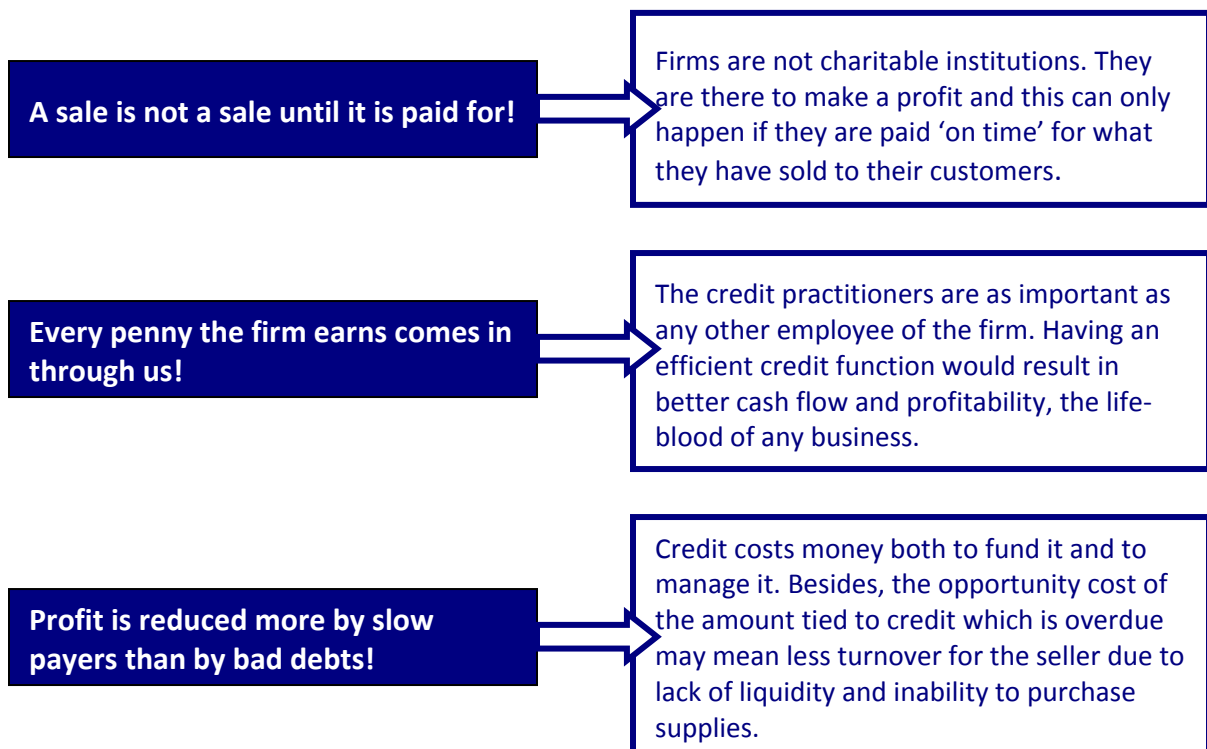 A sale is not a sale until it is paid for!
Firms are not charitable institutions. They
are there to make a profit and this can only
happen if they are paid ‘on time’ for what
they have sold to their customers.
Every penny the firm earns comes in
through us!
The credit practitioners are as important as
any other employee of the firm. Having an
efficient credit function would result in
better cash flow and profitability, the life-
blood of any business.
Profit is reduced more by slow
payers than by bad debts!
Credit costs money both to fund it and to
manage it. Besides, the opportunity cost of
the amount tied to credit which is overdue
may mean less turnover for the seller due to
lack of liquidity and inability to purchase
supplies.